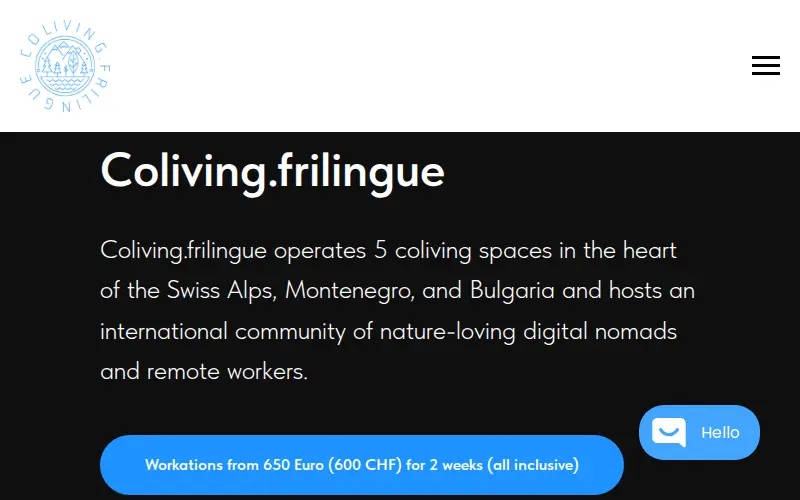 COLIVING.FRILINGUE
Coliving.frilingue
Coliving.frilingue operates 5 coliving spaces in the heart
of the Swiss Alps, Montenegro, and Bulgaria and hosts an
international community of nature-loving digital nomads
and remote workers.
Hello
Workations from 650 Euro (600 CHF) for 2 weeks (all inclusive)